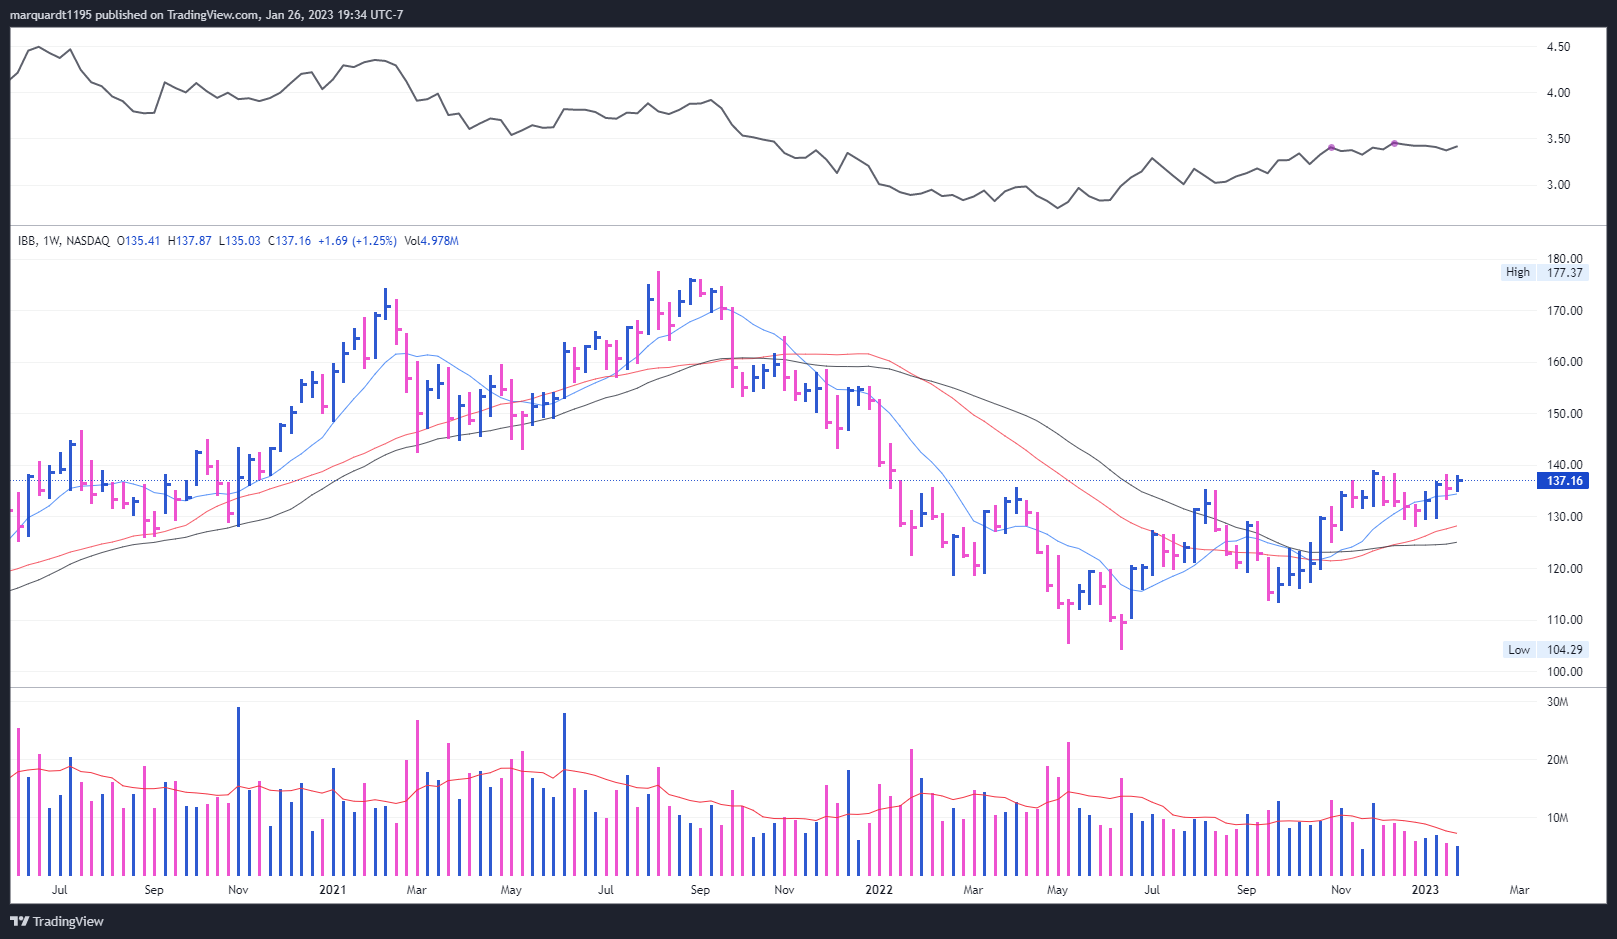 marquardt1195 published on TradingView.com, Jan 26, 2023 19:34 UTC-7
4.50
4.00
3.50
3.00
IBB, 1W, NASDAQ O135.41 H137.87 L135.03 C137.16 +1.69 (+1.25%) Vol4.978M
180.00
High 177.37
170.00
160.00
150.00
140.00
137.16
130.00
120.00
110.00
Low 104.29
100.00
30M
20M
10M
Jul Sep Nov 2021 Mar May Jul Sep Nov 2022 Mar May Jul Sep Nov 2023 Mar
TradingView